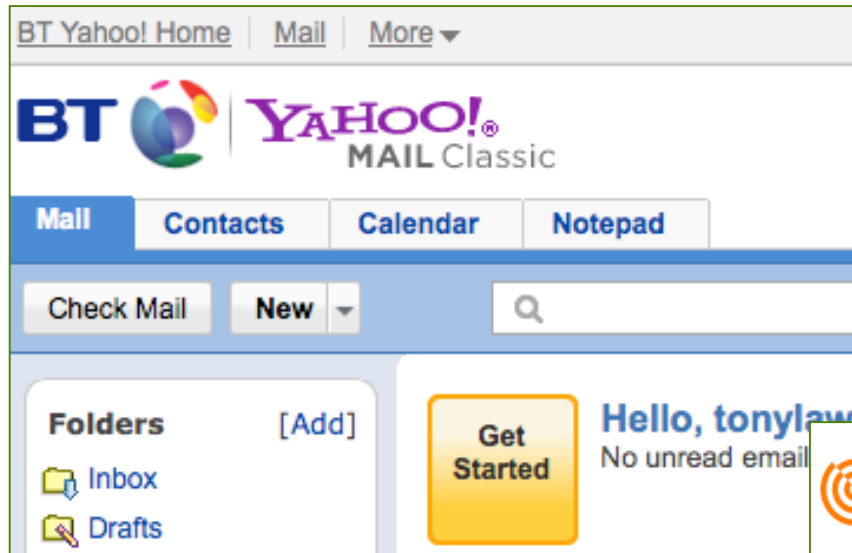 BT Yahoo! Home Mail More
BT YAHOO!®
MAIL Classic
Mail Contacts Calendar Notepad
Check Mail New
Folders [Add]
Inbox
Drafts
Get
Started
Hello, tonylaw
No unread email